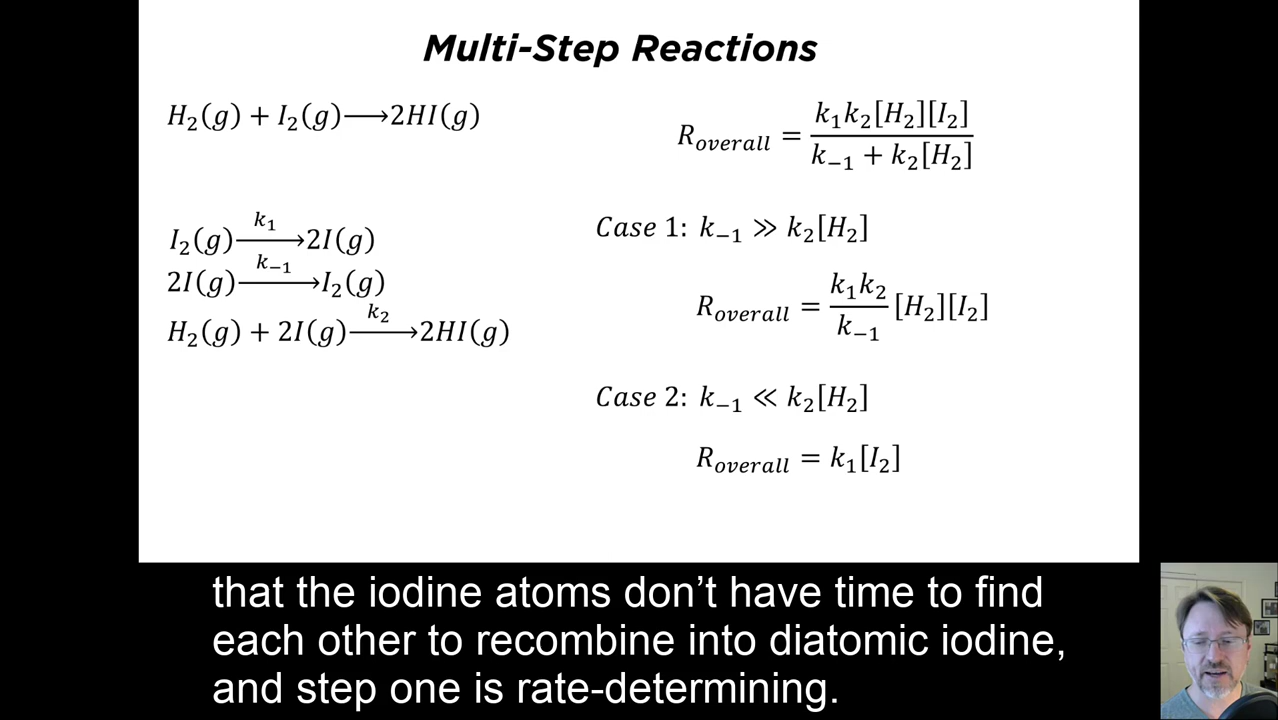 Multi-Step Reactions
H₂(g) + I₂(g) ⟶ 2HI(g)
I₂(g) —k₁→ 2I(g)
2I(g) —k₋₁→ I₂(g)
H₂(g) + 2I(g) —k₂→ 2HI(g)
R_overall = k₁k₂[H₂][I₂] / k₋₁ + k₂[H₂]
Case 1: k₋₁ ≫ k₂[H₂]
R_overall = k₁k₂ / k₋₁ [H₂][I₂]
Case 2: k₋₁ ≪ k₂[H₂]
R_overall = k₁[I₂]
that the iodine atoms don’t have time to find
each other to recombine into diatomic iodine,
and step one is rate-determining.